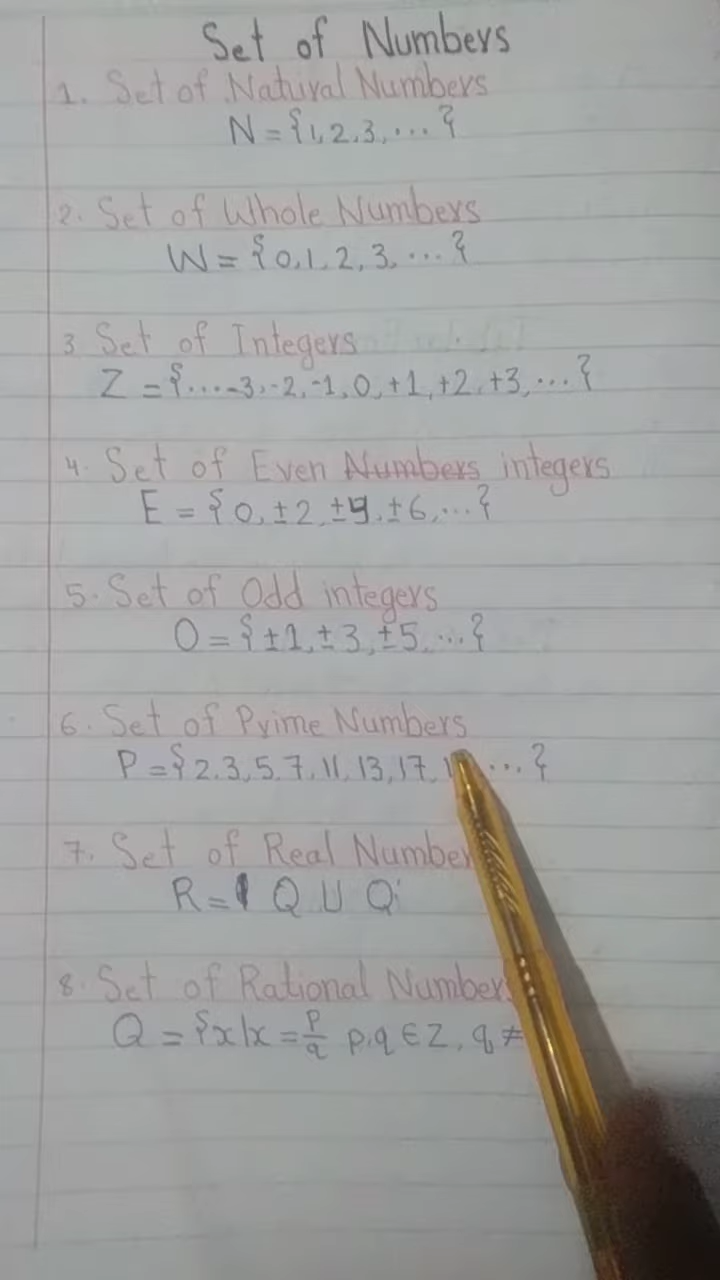 Set of Numbers
1. Set of Natural Numbers
N = {1, 2, 3, ... }
2. Set of Whole Numbers
W = {0, 1, 2, 3, ... }
3 Set of Integers
Z = {... -3, -2, -1, 0, +1, +2, +3, ... }
4. Set of Even Numbers integers
E = {0, ±2, ±4, ±6, ... }
5. Set of Odd integers
O = {±1, ±3, ±5, ... }
6. Set of Prime Numbers
P = {2, 3, 5, 7, 11, 13, 17, ... }
7. Set of Real Number
R = Q U Q'
8. Set of Rational Numbers
Q = {x/x = p/q p,q ∈ Z, q ≠